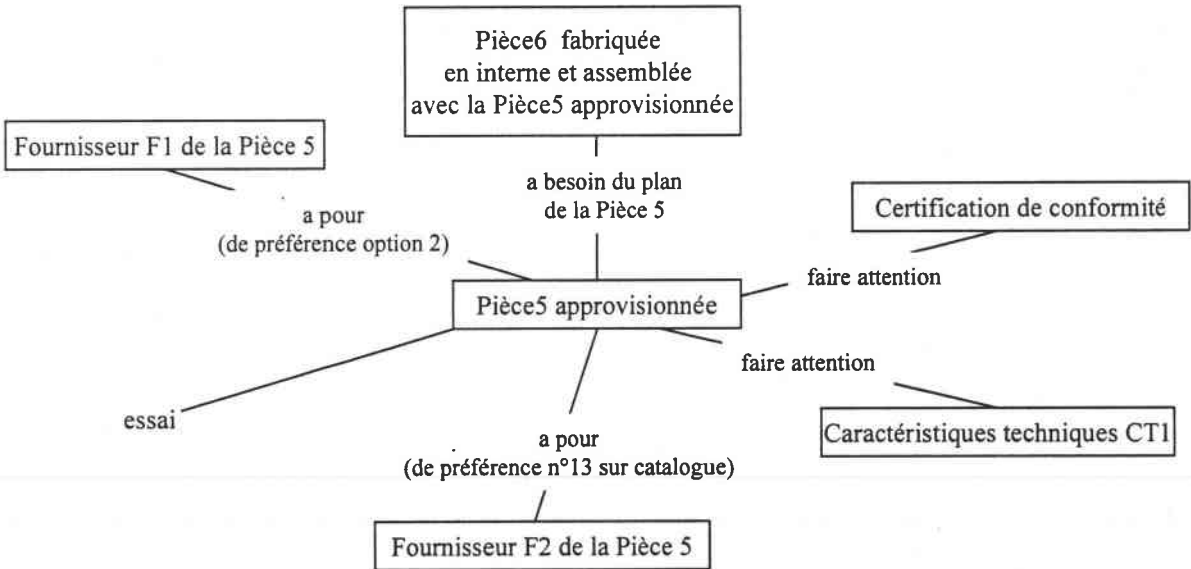 Pièce6 fabriquée
en interne et assemblée
avec la Pièce5 approvisionnée
Fournisseur F1 de la Pièce 5
a besoin du plan
de la Pièce 5
Certification de conformité
a pour
(de préférence option 2)
faire attention
Pièce5 approvisionnée
faire attention
essai
Caractéristiques techniques CT1
a pour
(de préférence n°13 sur catalogue)
Fournisseur F2 de la Pièce 5